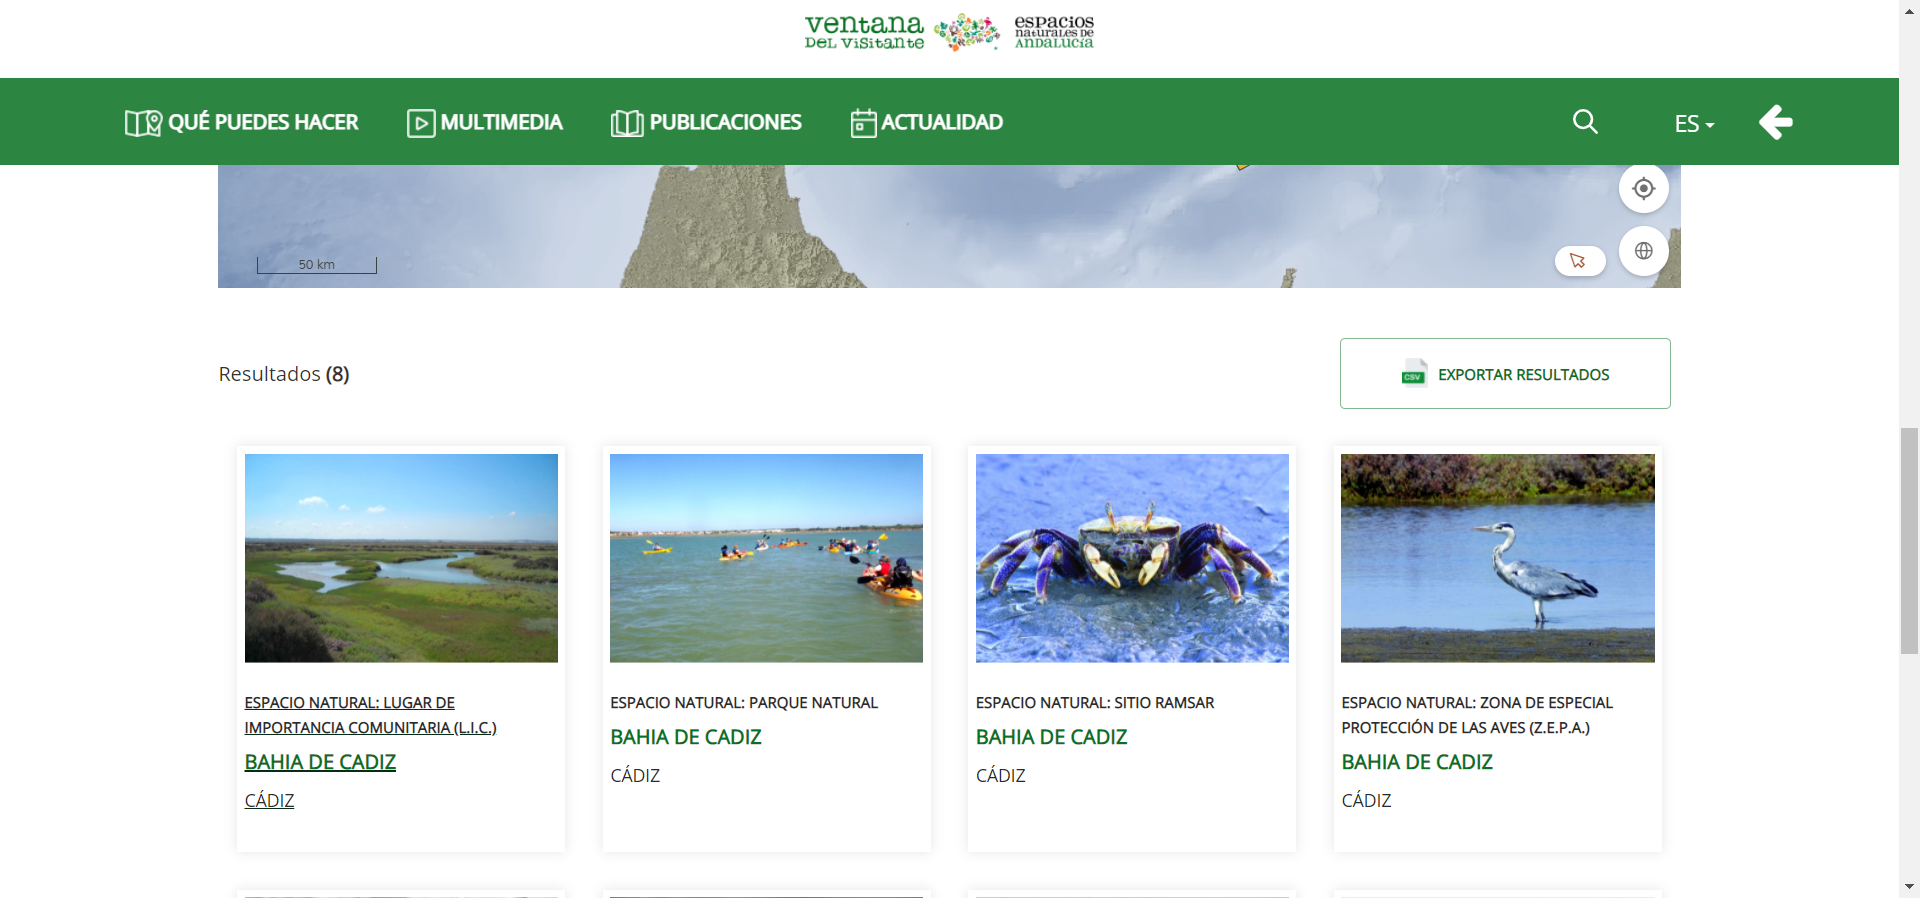 ventana
DEL VISITANTE
espacios
naturales de
ANDALUCÍA
QUÉ PUEDES HACER
MULTIMEDIA
PUBLICACIONES
ACTUALIDAD
ES
50 km
Resultados (8)
CSV
EXPORTAR RESULTADOS
ESPACIO NATURAL: LUGAR DE
IMPORTANCIA COMUNITARIA (L.I.C.)
BAHIA DE CADIZ
CÁDIZ
ESPACIO NATURAL: PARQUE NATURAL
BAHIA DE CADIZ
CÁDIZ
ESPACIO NATURAL: SITIO RAMSAR
BAHIA DE CADIZ
CÁDIZ
ESPACIO NATURAL: ZONA DE ESPECIAL
PROTECCIÓN DE LAS AVES (Z.E.P.A.)
BAHIA DE CADIZ
CÁDIZ